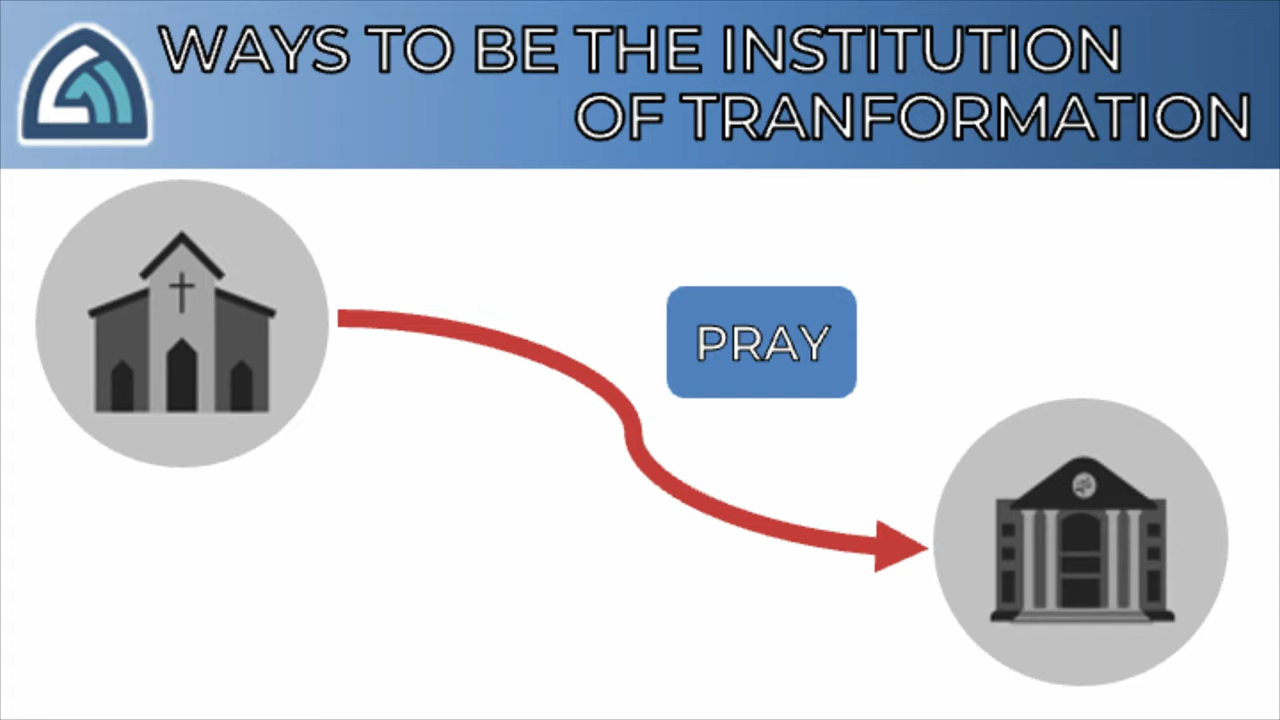 WAYS TO BE THE INSTITUTION
OF TRANFORMATION
PRAY